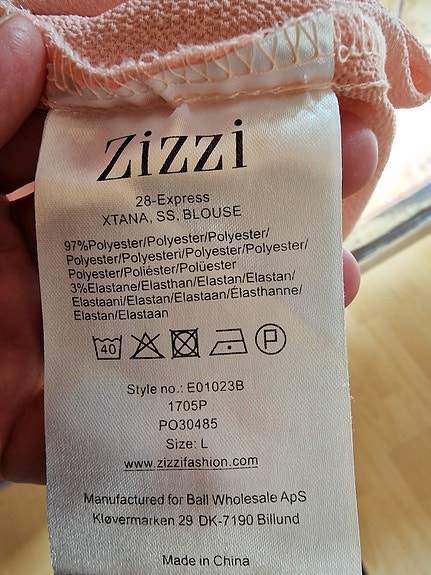 Zizzi
28-Express
XTANA, SS, BLOUSE
97%Polyester/Polyester/Polyester/
Polyester/Polyesteri/Polyester/Polyester/
Polyester/Poliéster/Polüester
3%Elastane/Elasthan/Elastan/Elastan/
Elastaani/Elastan/Elastaan/Élasthanne/
Elastan/Elastaan
40 P
Style no.: E01023B
1705P
PO30485
Size: L
www.zizzifashion.com
Manufactured for Ball Wholesale ApS
Kløvermarken 29 DK-7190 Billund
Made in China